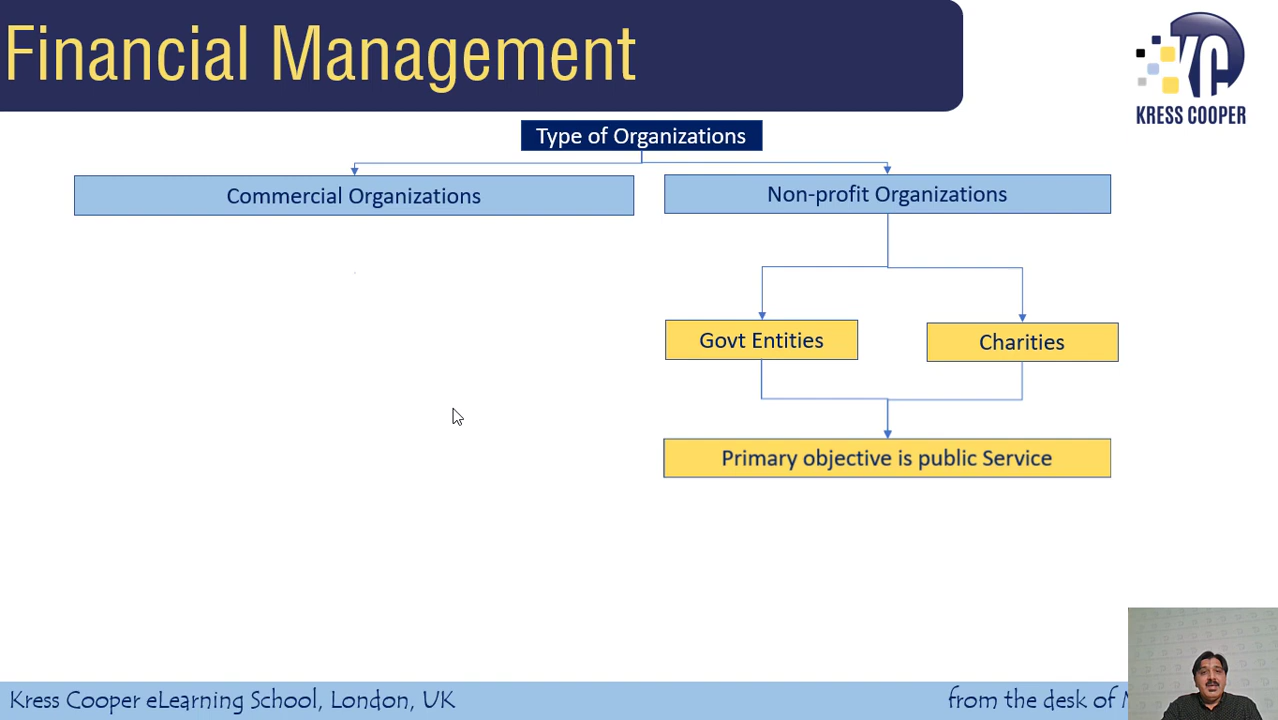 Financial Management
KC
KRESS COOPER
Type of Organizations
Commercial Organizations
Non-profit Organizations
Govt Entities
Charities
Primary objective is public Service
Kress Cooper eLearning School, London, UK
from the desk of